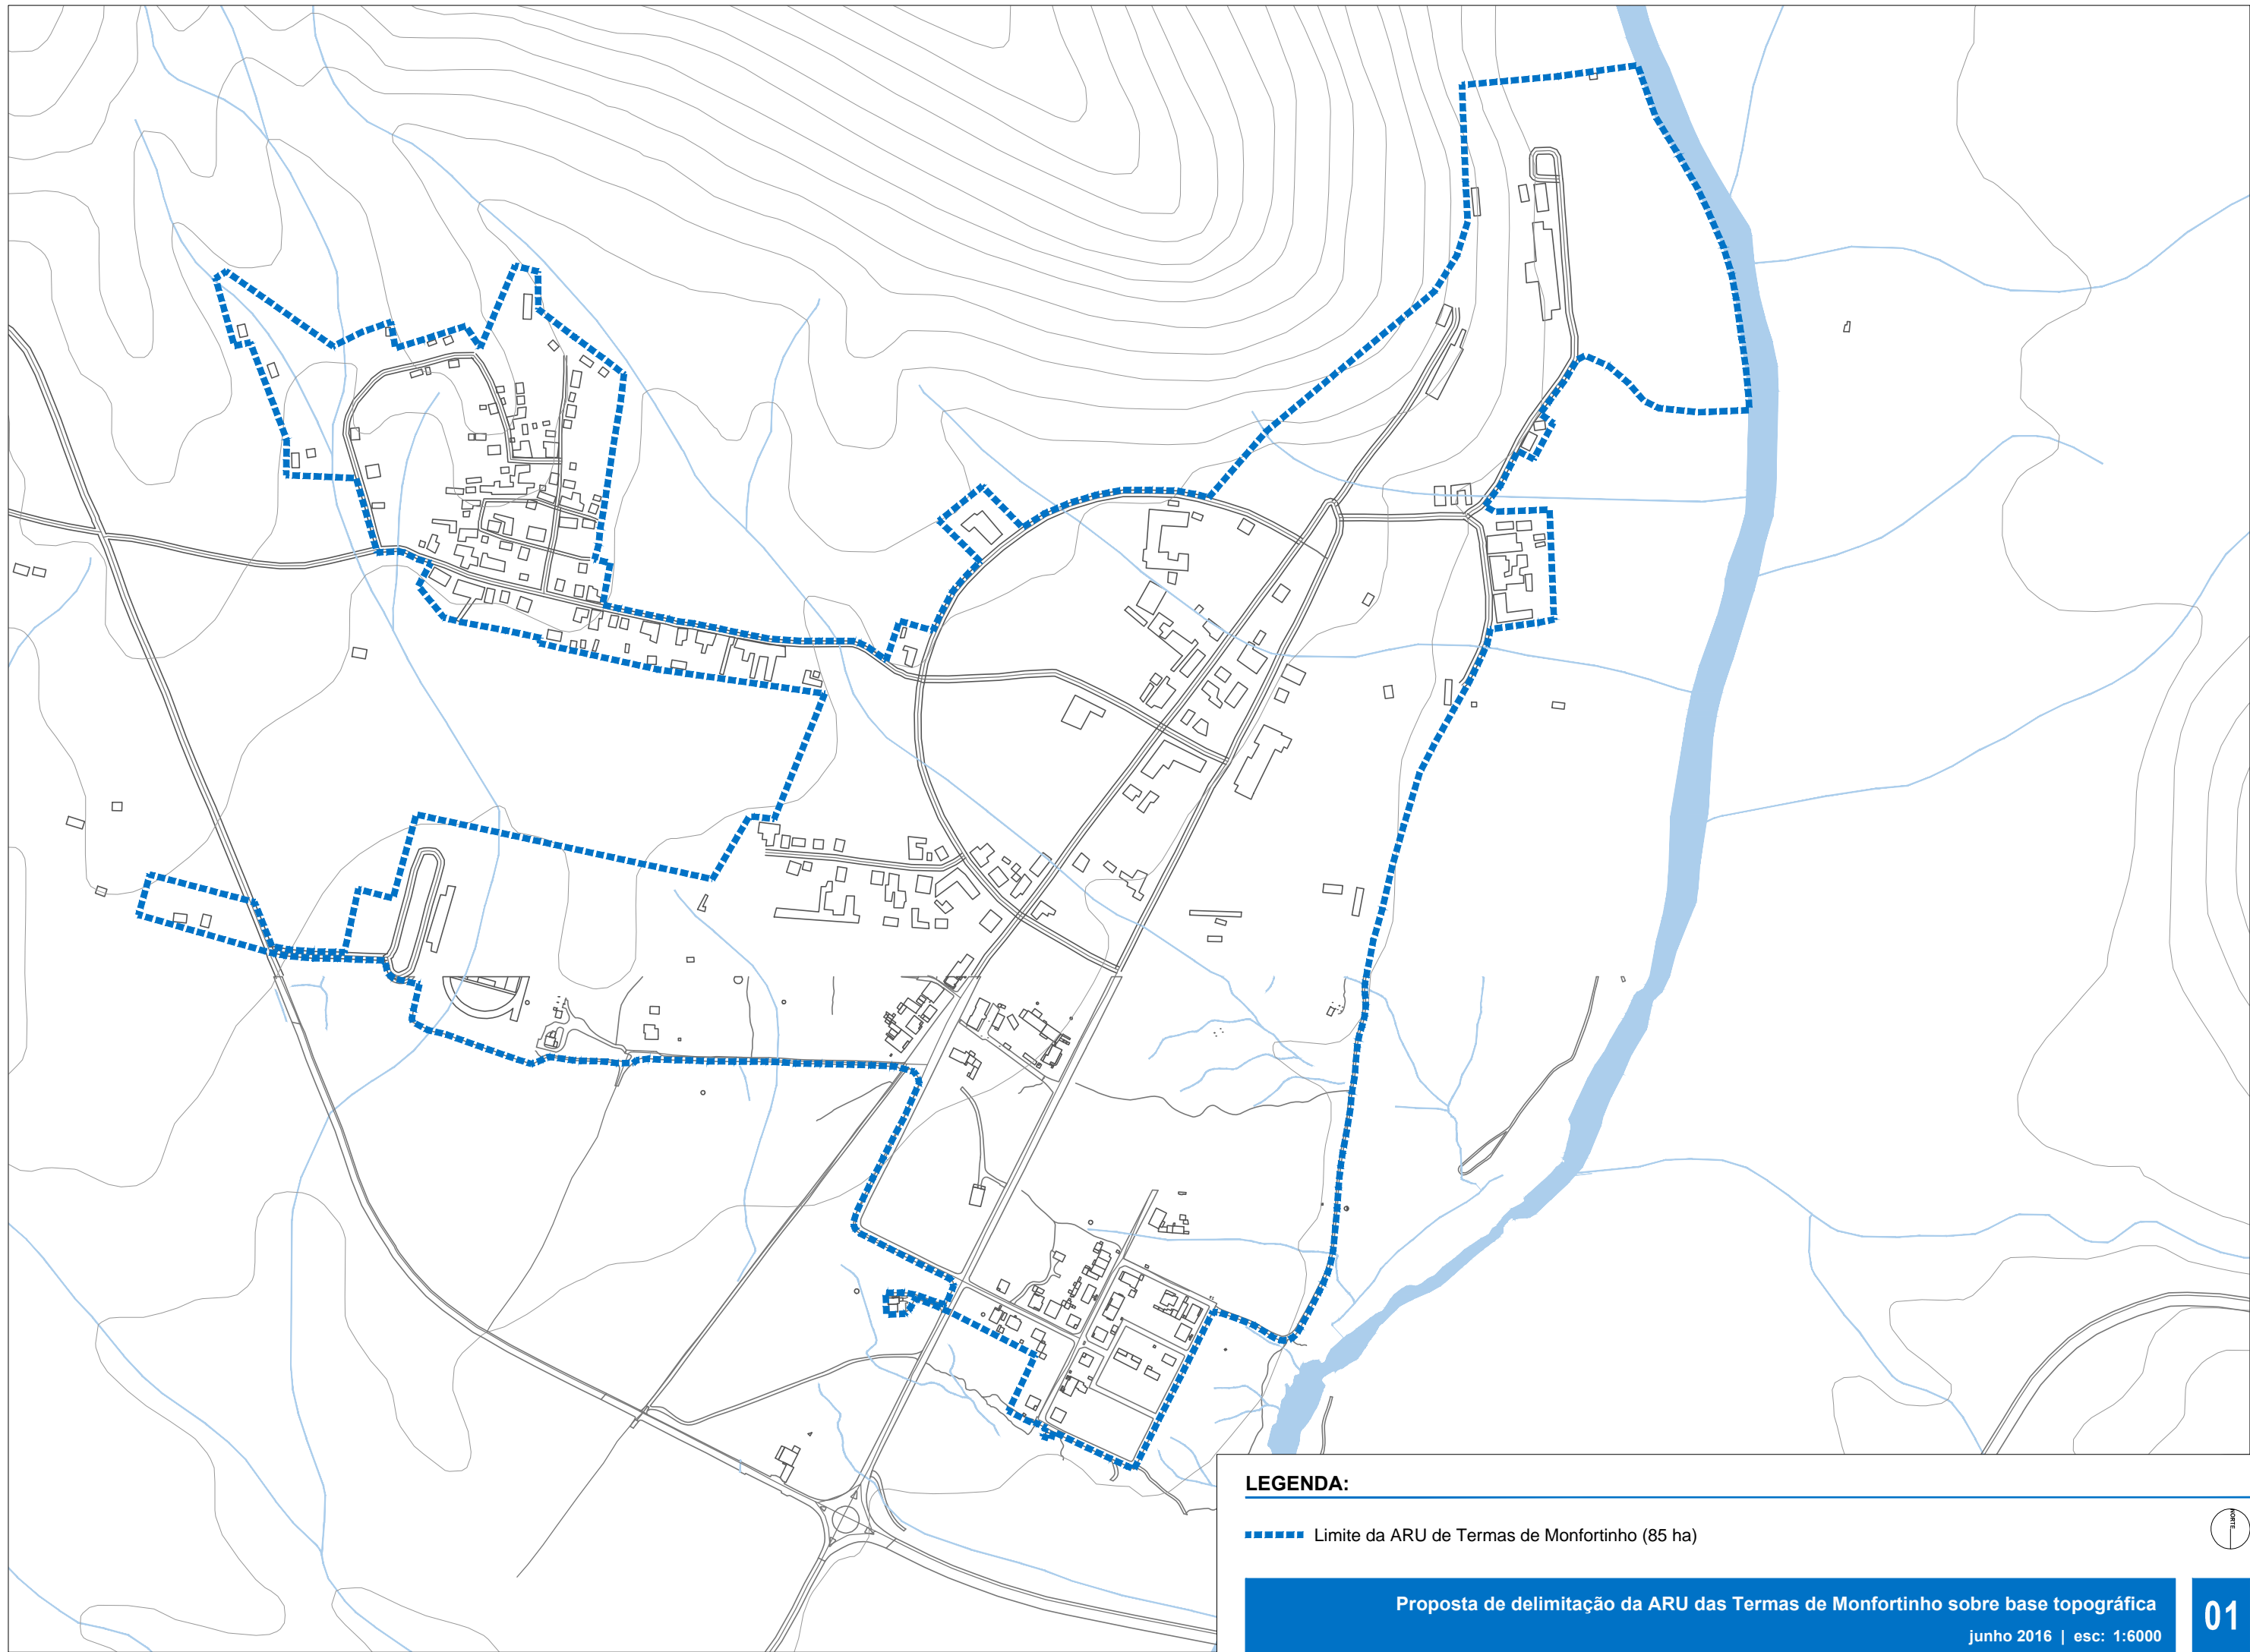 LEGENDA:
Limite da ARU de Termas de Monfortinho (85 ha)
NORTE
Proposta de delimitação da ARU das Termas de Monfortinho sobre base topográfica
junho 2016 | esc: 1:6000
01